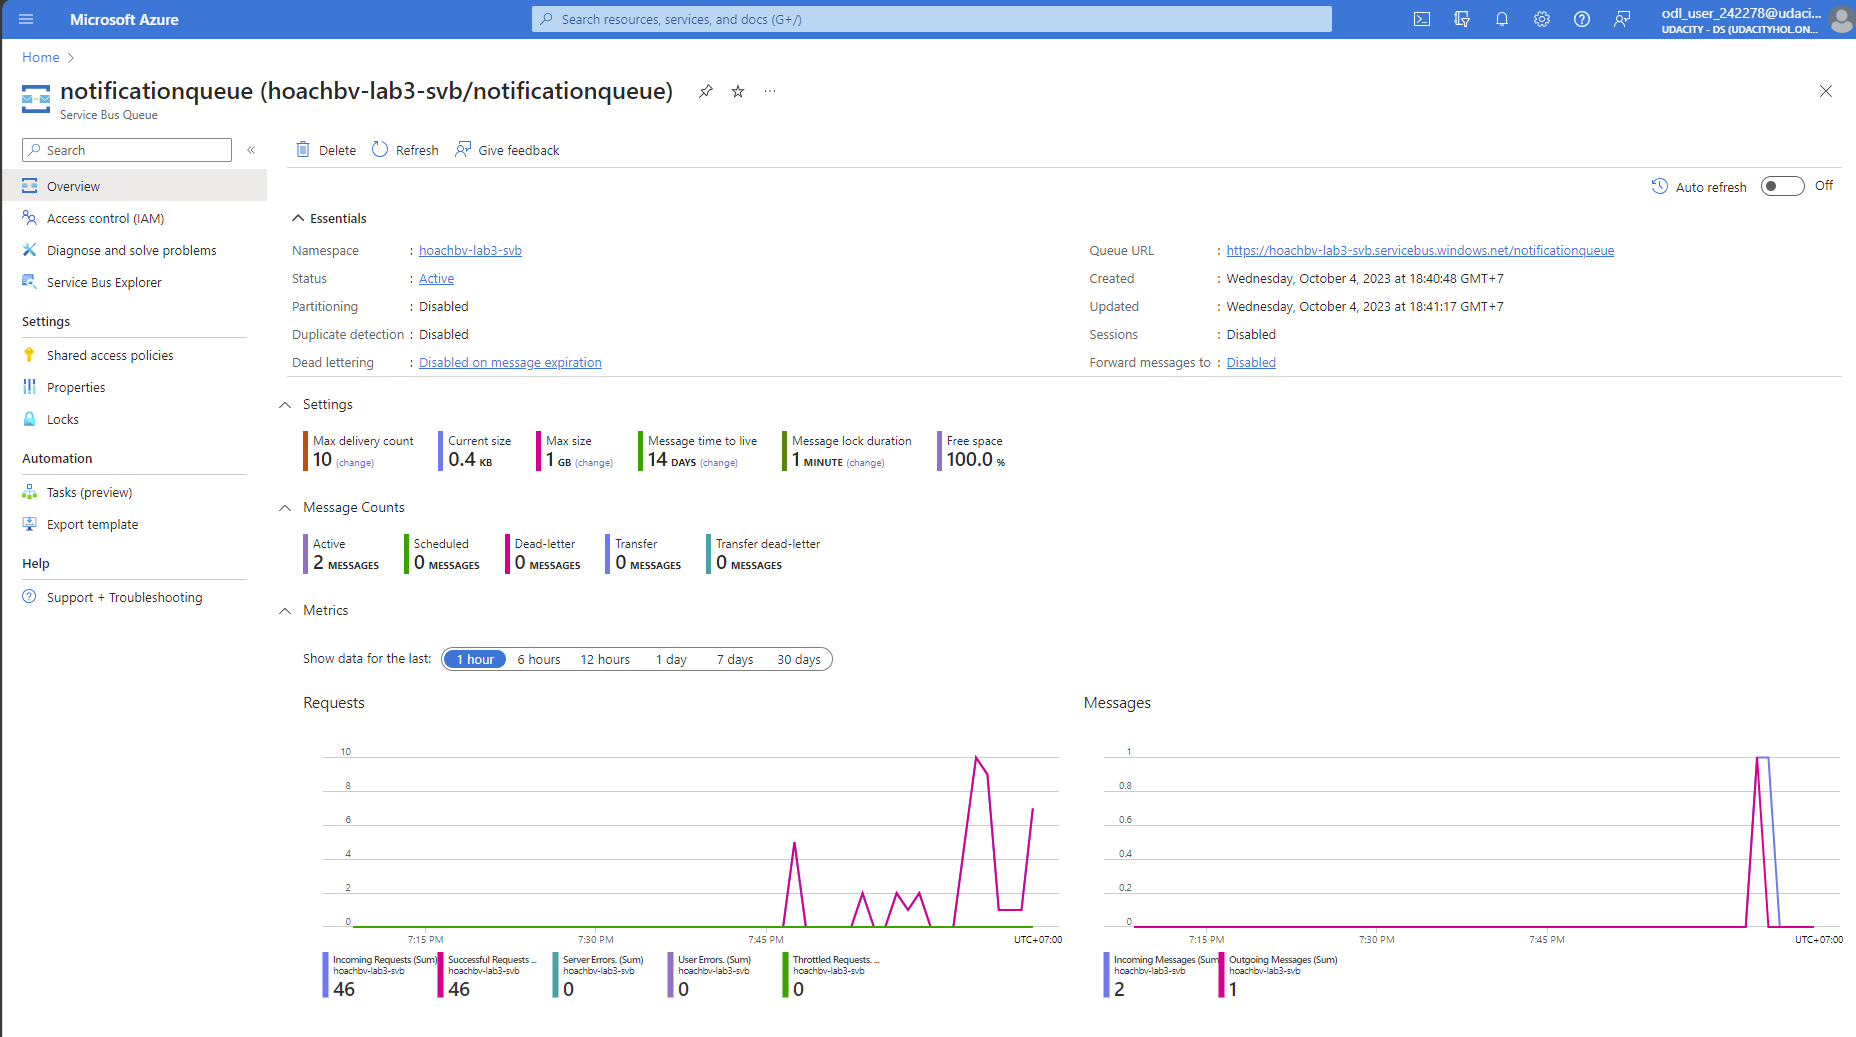 Microsoft Azure
Search resources, services, and docs (G+/)
odl_user_242278@udaci...
UDACITY - DS (UDACITYHOL.ON...
Home
notificationqueue (hoachbv-lab3-svb/notificationqueue)
Service Bus Queue
Search
Delete
Refresh
Give feedback
Overview
Access control (IAM)
Diagnose and solve problems
Service Bus Explorer
Settings
Shared access policies
Properties
Locks
Automation
Tasks (preview)
Export template
Help
Support + Troubleshooting
Auto refresh
Off
Essentials
Namespace : hoachbv-lab3-svb
Status : Active
Partitioning : Disabled
Duplicate detection : Disabled
Dead lettering : Disabled on message expiration
Queue URL : https://hoachbv-lab3-svb.servicebus.windows.net/notificationqueue
Created : Wednesday, October 4, 2023 at 18:40:48 GMT+7
Updated : Wednesday, October 4, 2023 at 18:41:17 GMT+7
Sessions : Disabled
Forward messages to : Disabled
Settings
Max delivery count
10 (change)
Current size
0.4 KB
Max size
1 GB (change)
Message time to live
14 DAYS (change)
Message lock duration
1 MINUTE (change)
Free space
100.0 %
Message Counts
Active
2 MESSAGES
Scheduled
0 MESSAGES
Dead-letter
0 MESSAGES
Transfer
0 MESSAGES
Transfer dead-letter
0 MESSAGES
Metrics
Show data for the last:
1 hour
6 hours
12 hours
1 day
7 days
30 days
Requests
10
8
6
4
2
0
7:15 PM
7:30 PM
7:45 PM
UTC+07:00
Incoming Requests (Sum)
hoachbv-lab3-svb
46
Successful Requests ...
hoachbv-lab3-svb
46
Server Errors. (Sum)
hoachbv-lab3-svb
0
User Errors. (Sum)
hoachbv-lab3-svb
0
Throttled Requests. ...
hoachbv-lab3-svb
0
Messages
1
0.8
0.6
0.4
0.2
0
7:15 PM
7:30 PM
7:45 PM
UTC+07:00
Incoming Messages (Sum)
hoachbv-lab3-svb
2
Outgoing Messages (Sum)
hoachbv-lab3-svb
1